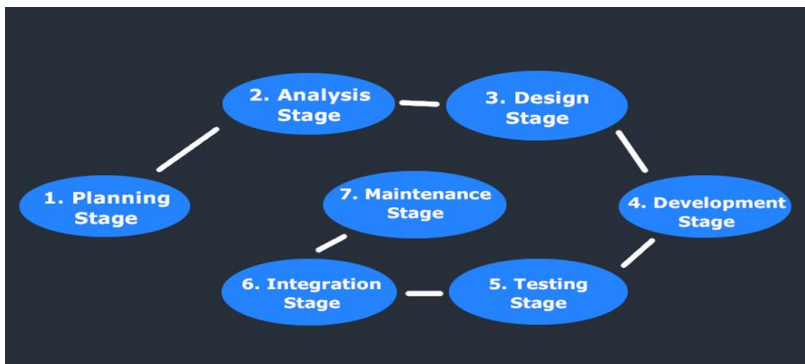 1. Planning
Stage
2. Analysis
Stage
3. Design
Stage
4. Development
Stage
5. Testing
Stage
6. Integration
Stage
7. Maintenance
Stage